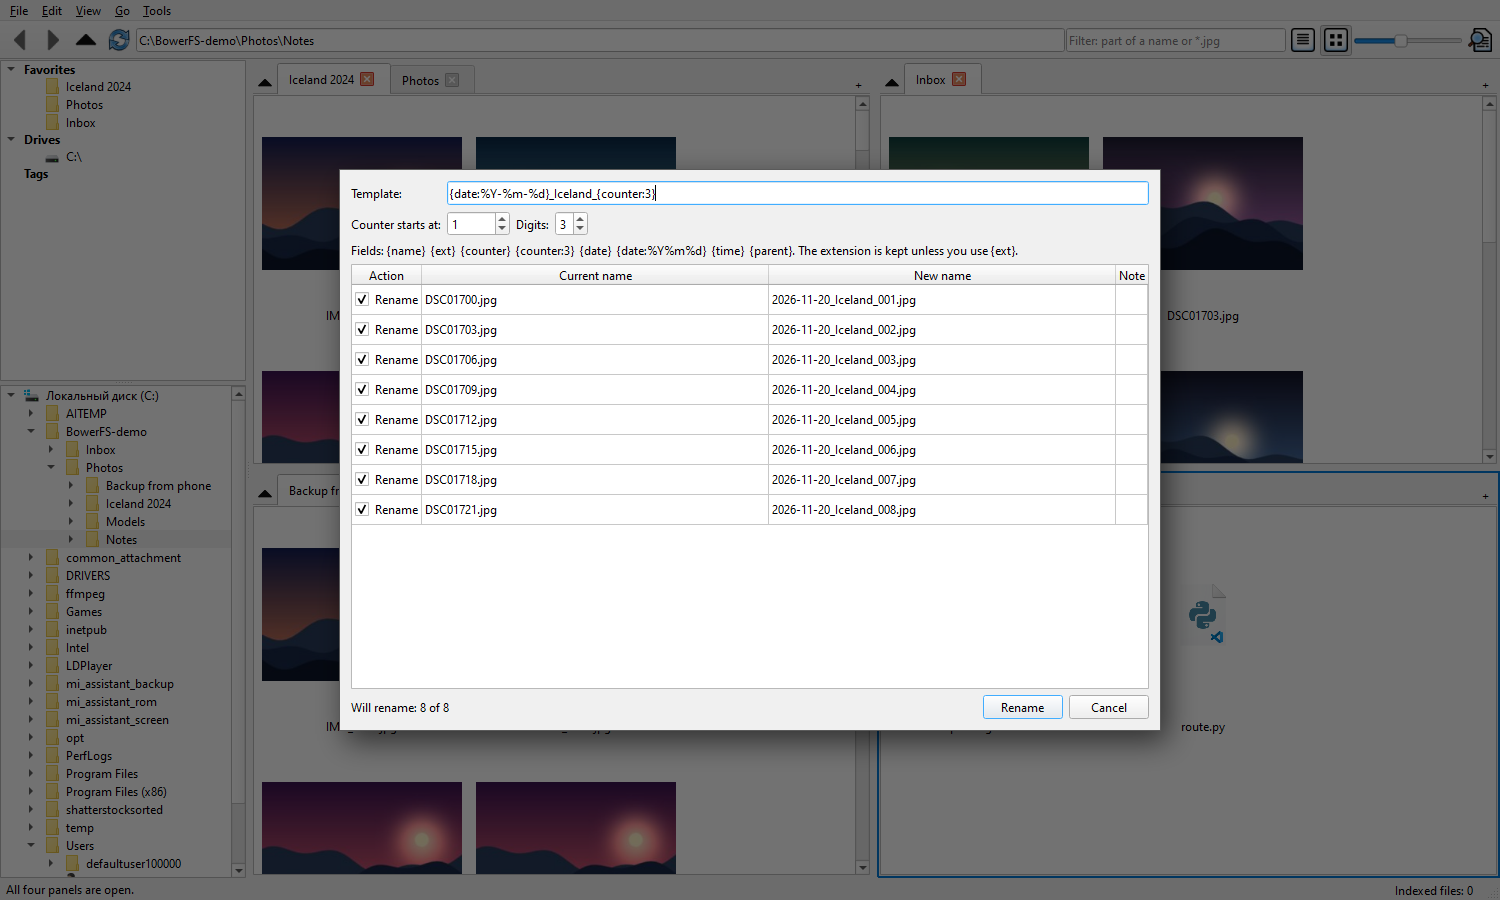 File Edit View Go Tools
C:\BowerFS-demo\Photos\Notes
Filter: part of a name or *.jpg
Favorites
Iceland 2024
Photos
Inbox
Drives
C:\
Tags
Локальный диск (C:)
AITEMP
BowerFS-demo
Inbox
Photos
Backup from phone
Iceland 2024
Models
Notes
common_attachment
DRIVERS
ffmpeg
Games
inetpub
Intel
LDPlayer
mi_assistant_backup
mi_assistant_rom
mi_assistant_screen
opt
PerfLogs
Program Files
Program Files (x86)
shatterstocksorted
temp
Users
defaultuser100000
Iceland 2024
Photos
Inbox
DSC01703.jpg
Template: {date:%Y-%m-%d}_Iceland_{counter:3}
Counter starts at: 1 Digits: 3
Fields: {name} {ext} {counter} {counter:3} {date} {date:%Y%m%d} {time} {parent}. The extension is kept unless you use {ext}.
Action Current name New name Note
Rename DSC01700.jpg 2026-11-20_Iceland_001.jpg
Rename DSC01703.jpg 2026-11-20_Iceland_002.jpg
Rename DSC01706.jpg 2026-11-20_Iceland_003.jpg
Rename DSC01709.jpg 2026-11-20_Iceland_004.jpg
Rename DSC01712.jpg 2026-11-20_Iceland_005.jpg
Rename DSC01715.jpg 2026-11-20_Iceland_006.jpg
Rename DSC01718.jpg 2026-11-20_Iceland_007.jpg
Rename DSC01721.jpg 2026-11-20_Iceland_008.jpg
Will rename: 8 of 8
Rename Cancel
Backup
route.py
All four panels are open.
Indexed files: 0